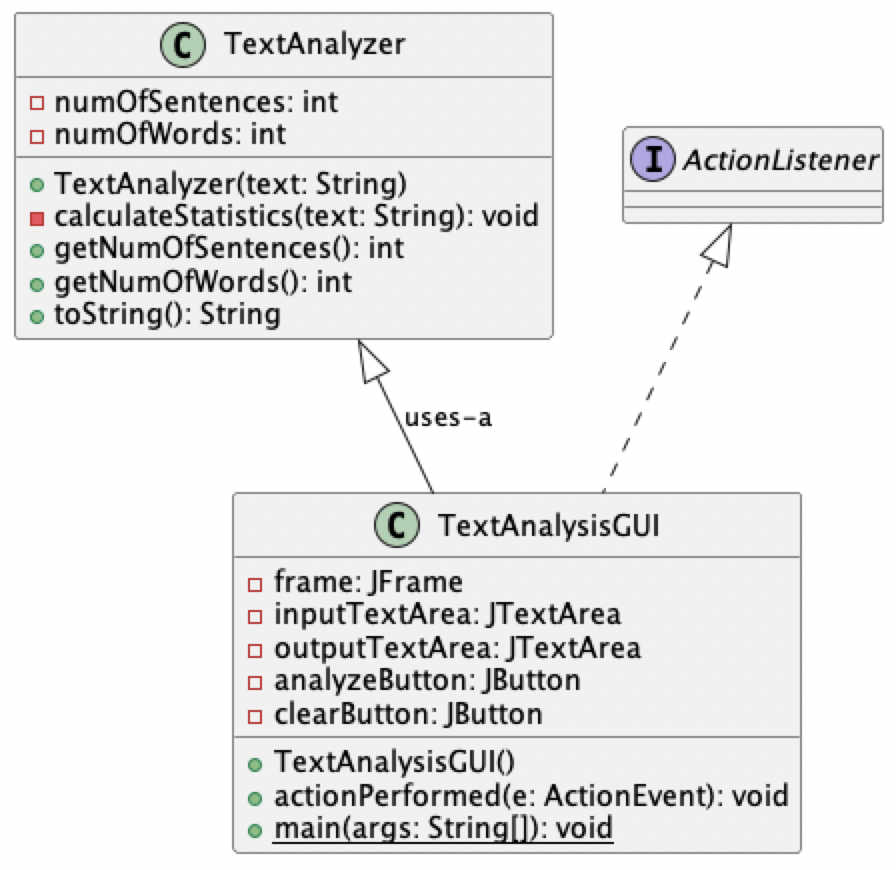 C TextAnalyzer
numOfSentences: int
numOfWords: int
TextAnalyzer(text: String)
calculateStatistics(text: String): void
getNumOfSentences(): int
getNumOfWords(): int
toString(): String
I ActionListener
uses-a
C TextAnalysisGUI
frame: JFrame
inputTextArea: JTextArea
outputTextArea: JTextArea
analyzeButton: JButton
clearButton: JButton
TextAnalysisGUI()
actionPerformed(e: ActionEvent): void
main(args: String[]): void